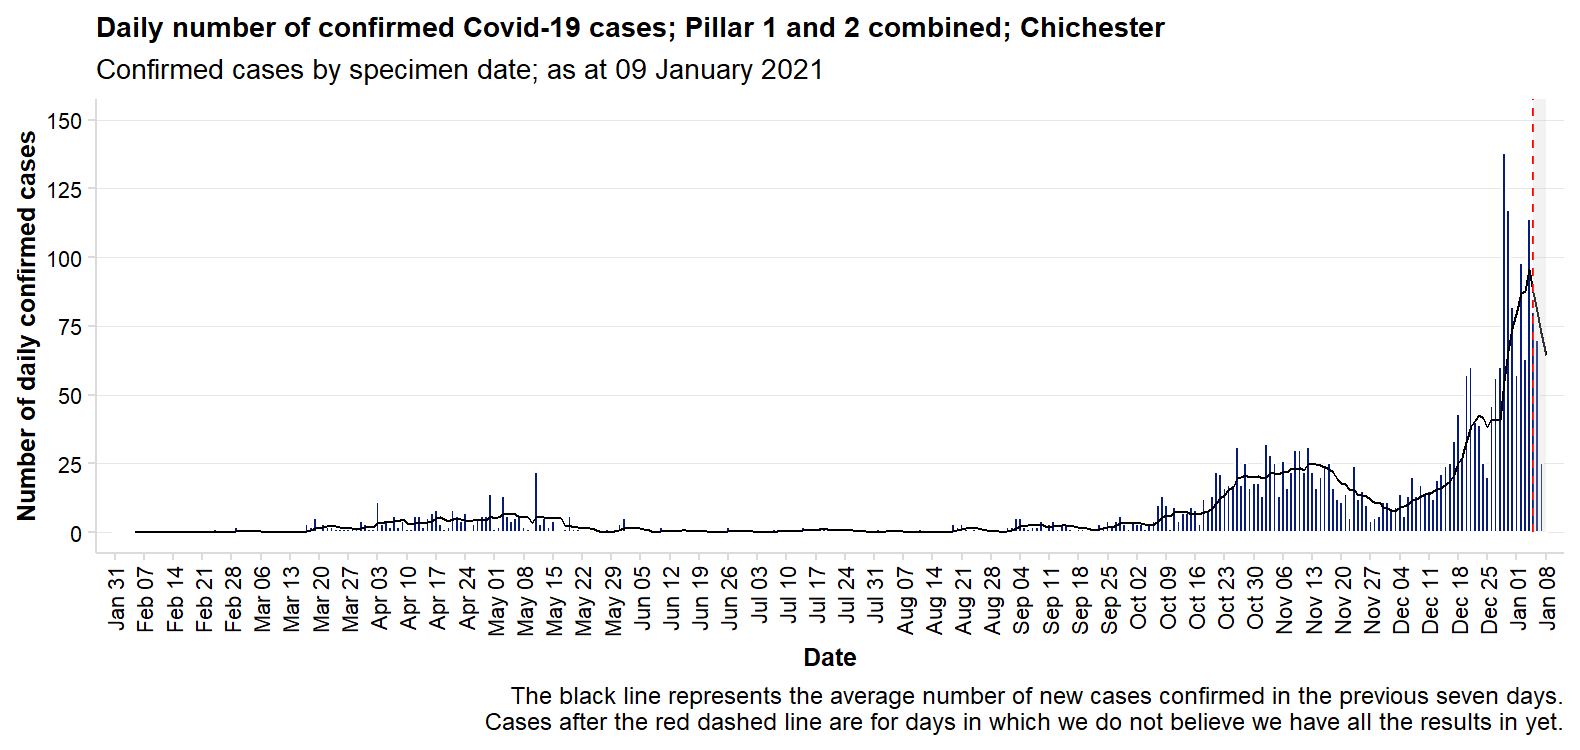 Daily number of confirmed Covid-19 cases; Pillar 1 and 2 combined; Chichester
Confirmed cases by specimen date; as at 09 January 2021
Number of daily confirmed cases
150
125
100
75
50
25
0
Jan 31
Feb 07
Feb 14
Feb 21
Feb 28
Mar 06
Mar 13
Mar 20
Mar 27
Apr 03
Apr 10
Apr 17
Apr 24
May 01
May 08
May 15
May 22
May 29
Jun 05
Jun 12
Jun 19
Jun 26
Jul 03
Jul 10
Jul 17
Jul 24
Jul 31
Aug 07
Aug 14
Aug 21
Aug 28
Sep 04
Sep 11
Sep 18
Sep 25
Oct 02
Oct 09
Oct 16
Oct 23
Oct 30
Nov 06
Nov 13
Nov 20
Nov 27
Dec 04
Dec 11
Dec 18
Dec 25
Jan 01
Jan 08
Date
The black line represents the average number of new cases confirmed in the previous seven days.
Cases after the red dashed line are for days in which we do not believe we have all the results in yet.